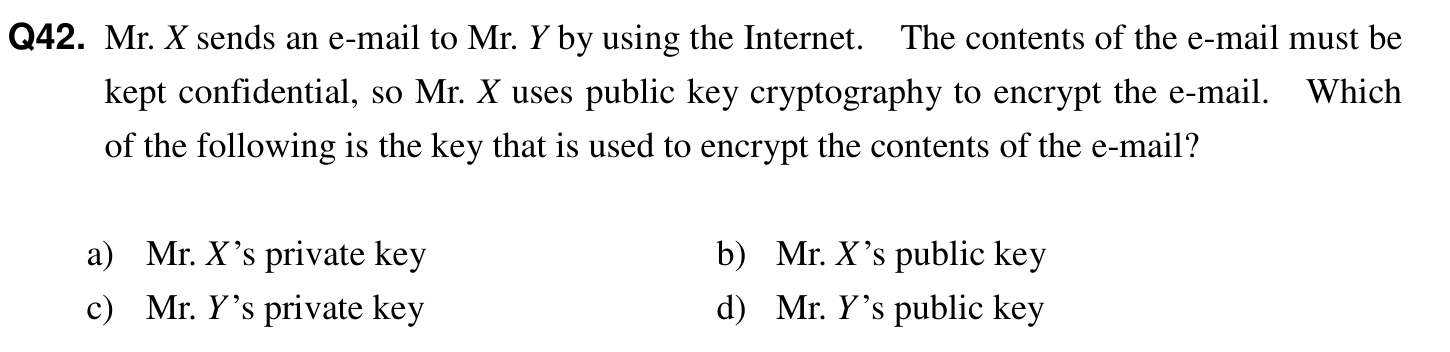 Q42. Mr. X sends an e-mail to Mr. Y by using the Internet. The contents of the e-mail must be
kept confidential, so Mr. X uses public key cryptography to encrypt the e-mail. Which
of the following is the key that is used to encrypt the contents of the e-mail?
a) Mr. X’s private key b) Mr. X’s public key
c) Mr. Y’s private key d) Mr. Y’s public key